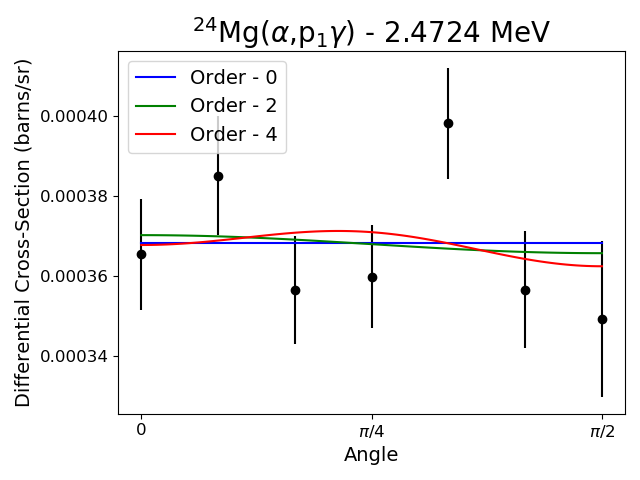 ²⁴Mg(α,p₁γ) - 2.4724 MeV
Order - 0
Order - 2
Order - 4
Differential Cross-Section (barns/sr)
0.00040
0.00038
0.00036
0.00034
0
π/4
π/2
Angle